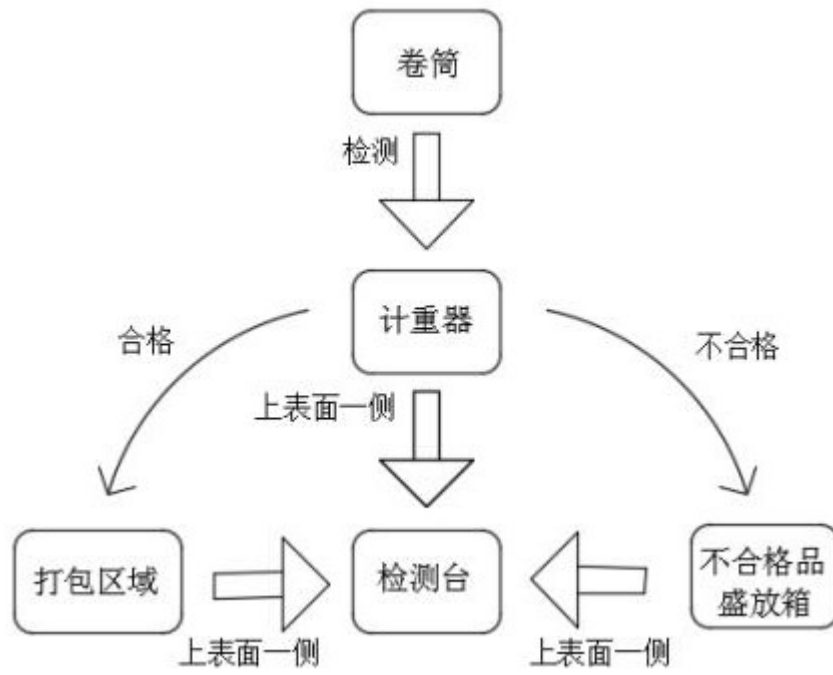 卷筒
检测
计重器
合格
不合格
上表面一侧
打包区域
检测台
不合格品
盛放箱
上表面一侧
上表面一侧